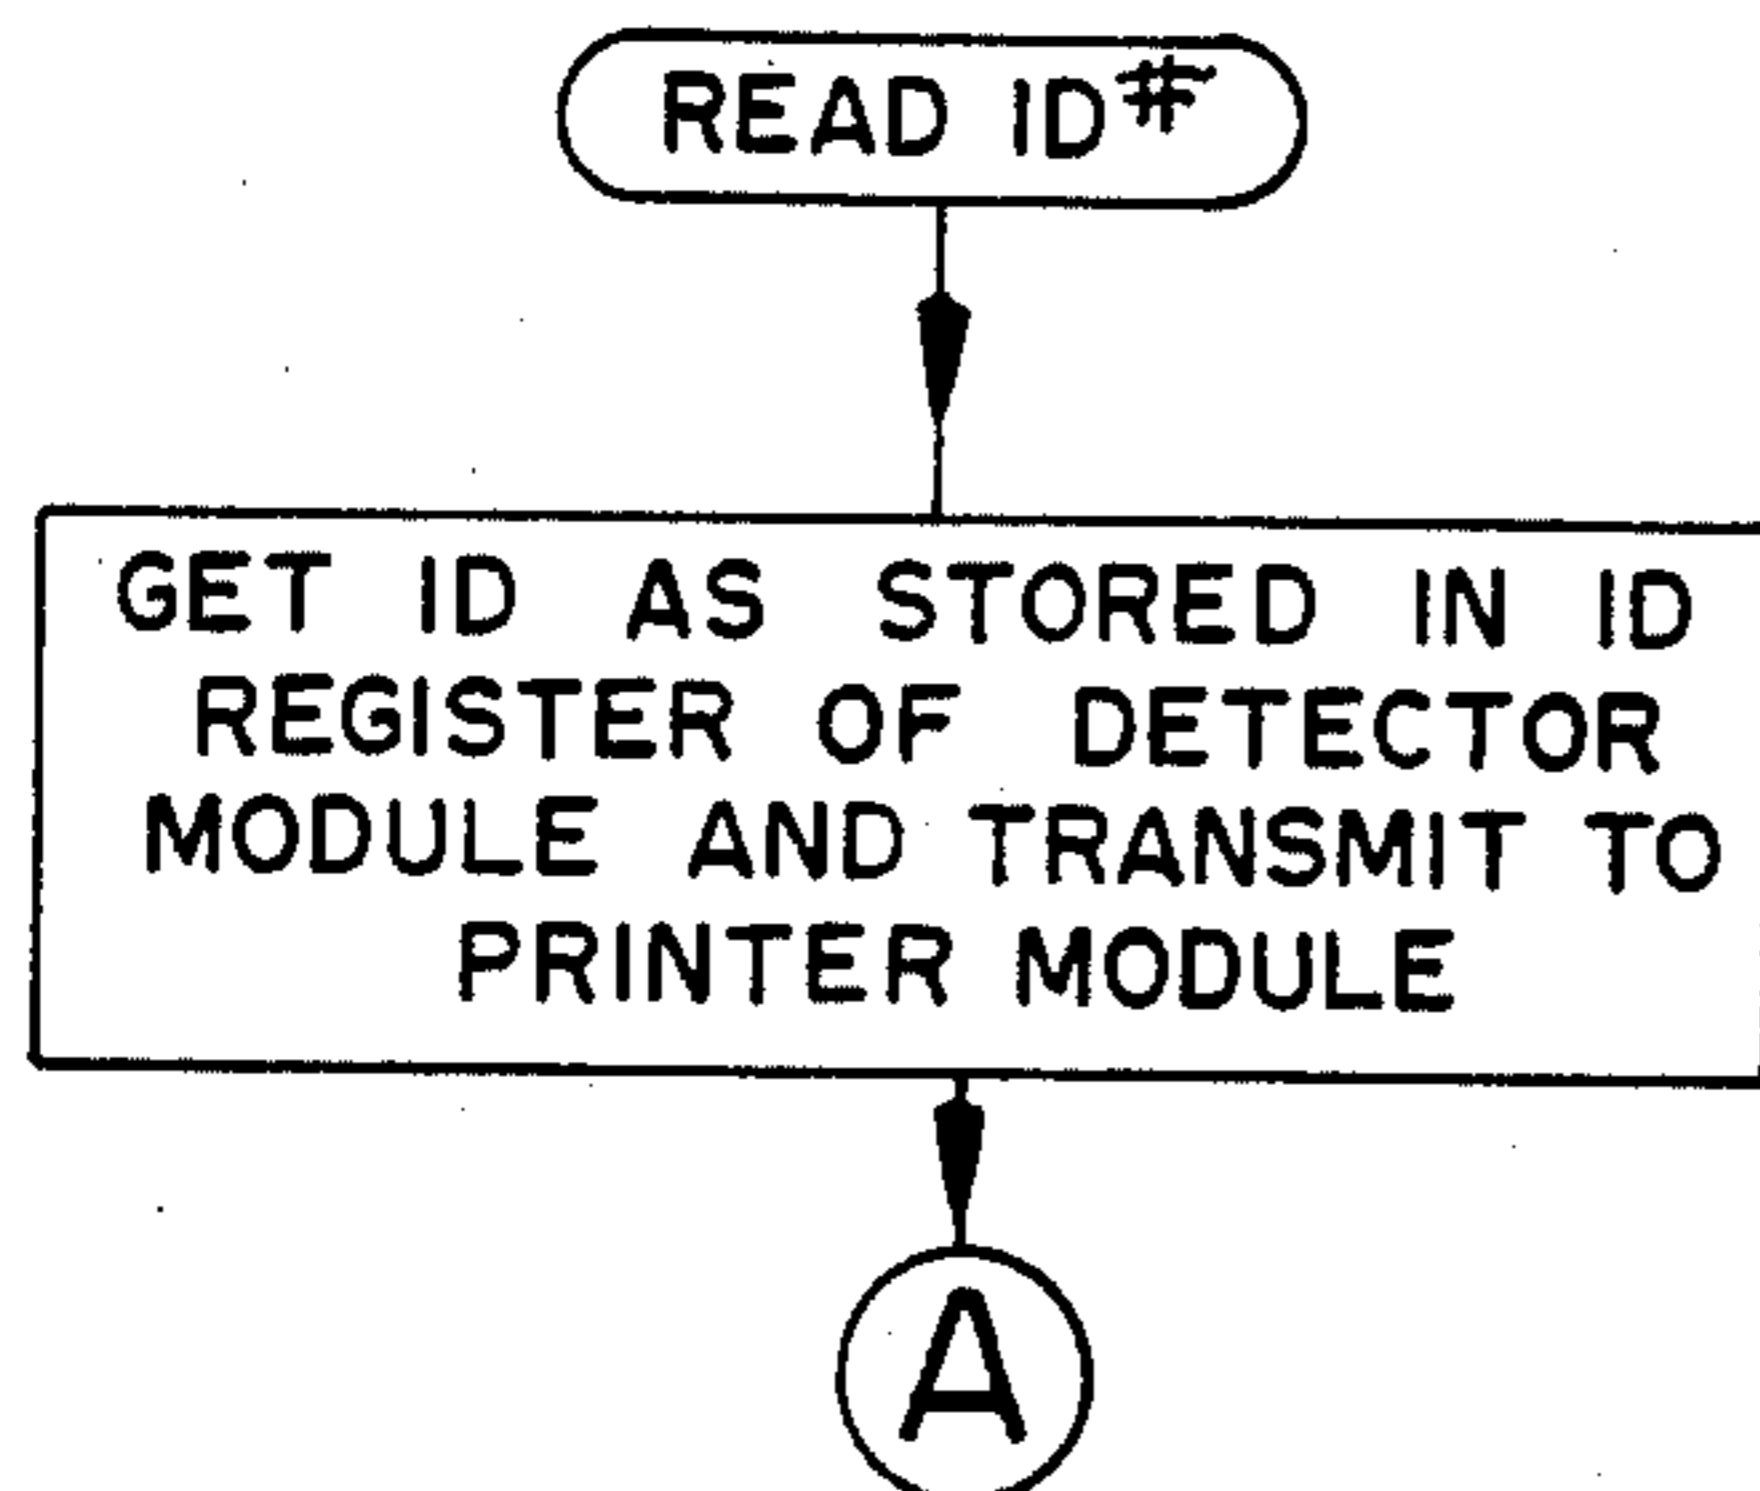 READ ID#
GET ID AS STORED IN ID
REGISTER OF DETECTOR
MODULE AND TRANSMIT TO
PRINTER MODULE
A